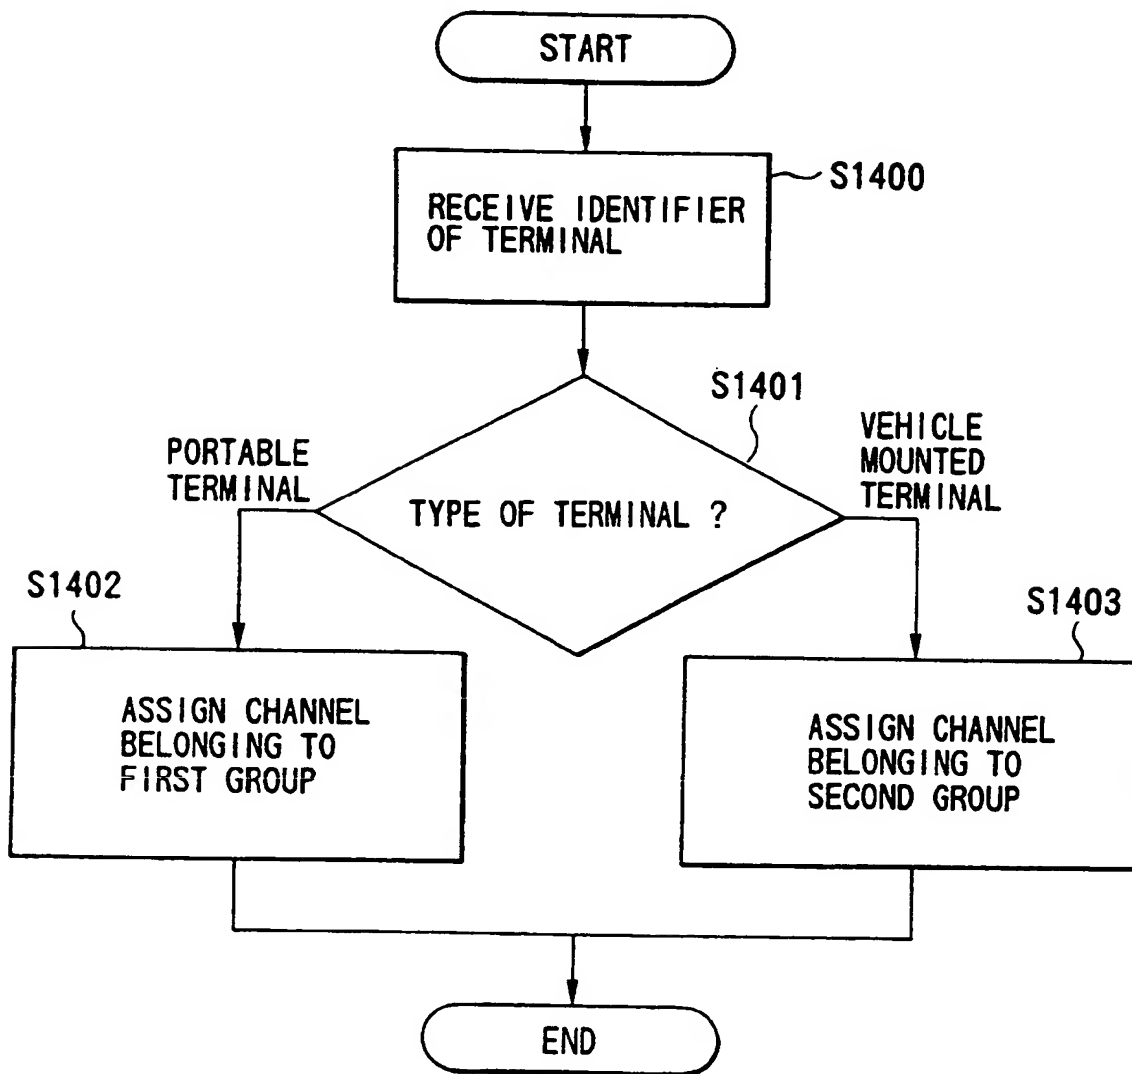 START
S1400
RECEIVE IDENTIFIER
OF TERMINAL
S1401
PORTABLE
TERMINAL
VEHICLE
MOUNTED
TERMINAL
TYPE OF TERMINAL ?
S1402
S1403
ASSIGN CHANNEL
BELONGING TO
FIRST GROUP
ASSIGN CHANNEL
BELONGING TO
SECOND GROUP
END